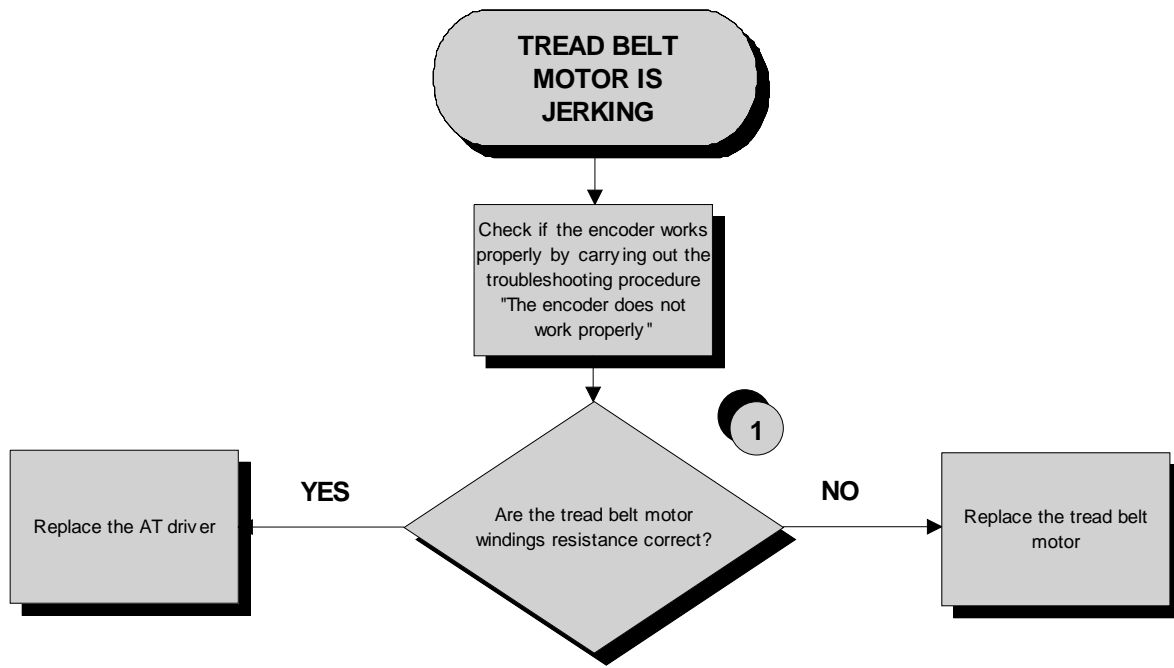 TREAD BELT
MOTOR IS
JERKING
Check if the encoder works
properly by carrying out the
troubleshooting procedure
"The encoder does not
work properly"
1
YES
NO
Replace the AT driver
Are the tread belt motor
windings resistance correct?
Replace the tread belt
motor